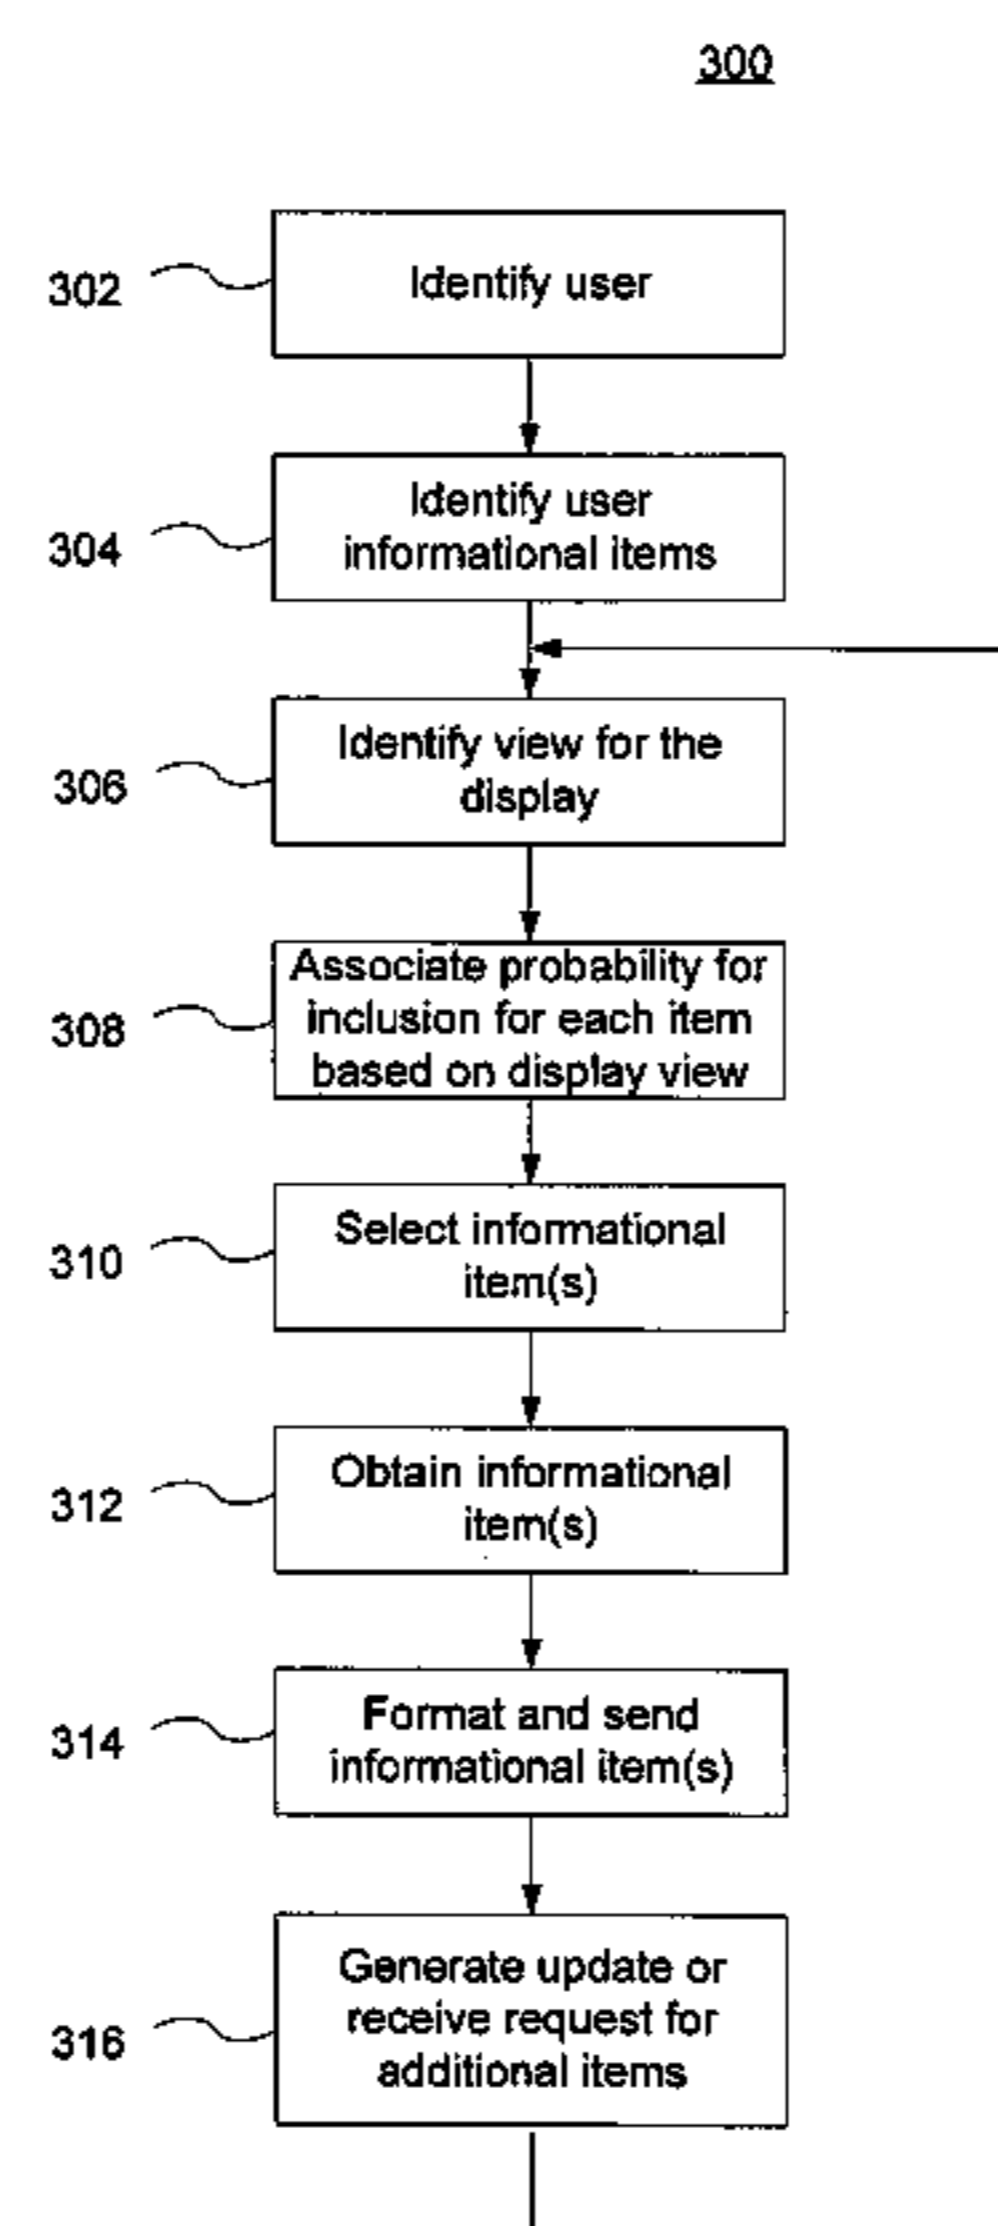 300
302
Identify user
304
Identify user
informational items
306
Identify view for the
display
308
Associate probability for
inclusion for each item
based on display view
310
Select informational
item(s)
312
Obtain informational
item(s)
314
Format and send
informational item(s)
316
Generate update or
receive request for
additional items